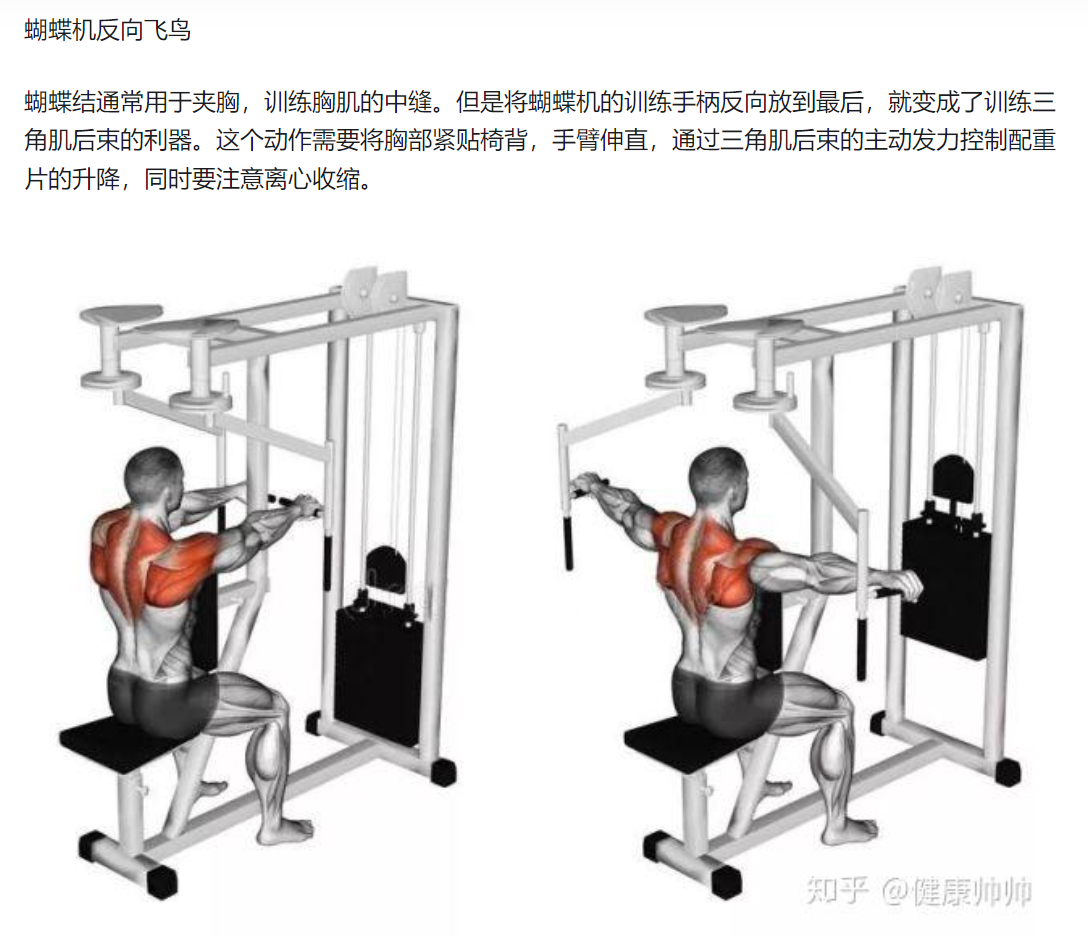 蝴蝶机反向飞鸟
蝴蝶结通常用于夹胸，训练胸肌的中缝。但是将蝴蝶机的训练手柄反向放到最后，就变成了训练三
角肌后束的利器。这个动作需要将胸部紧贴椅背，手臂伸直，通过三角肌后束的主动发力控制配重
片的升降，同时要注意离心收缩。
知乎 @健康帅帅